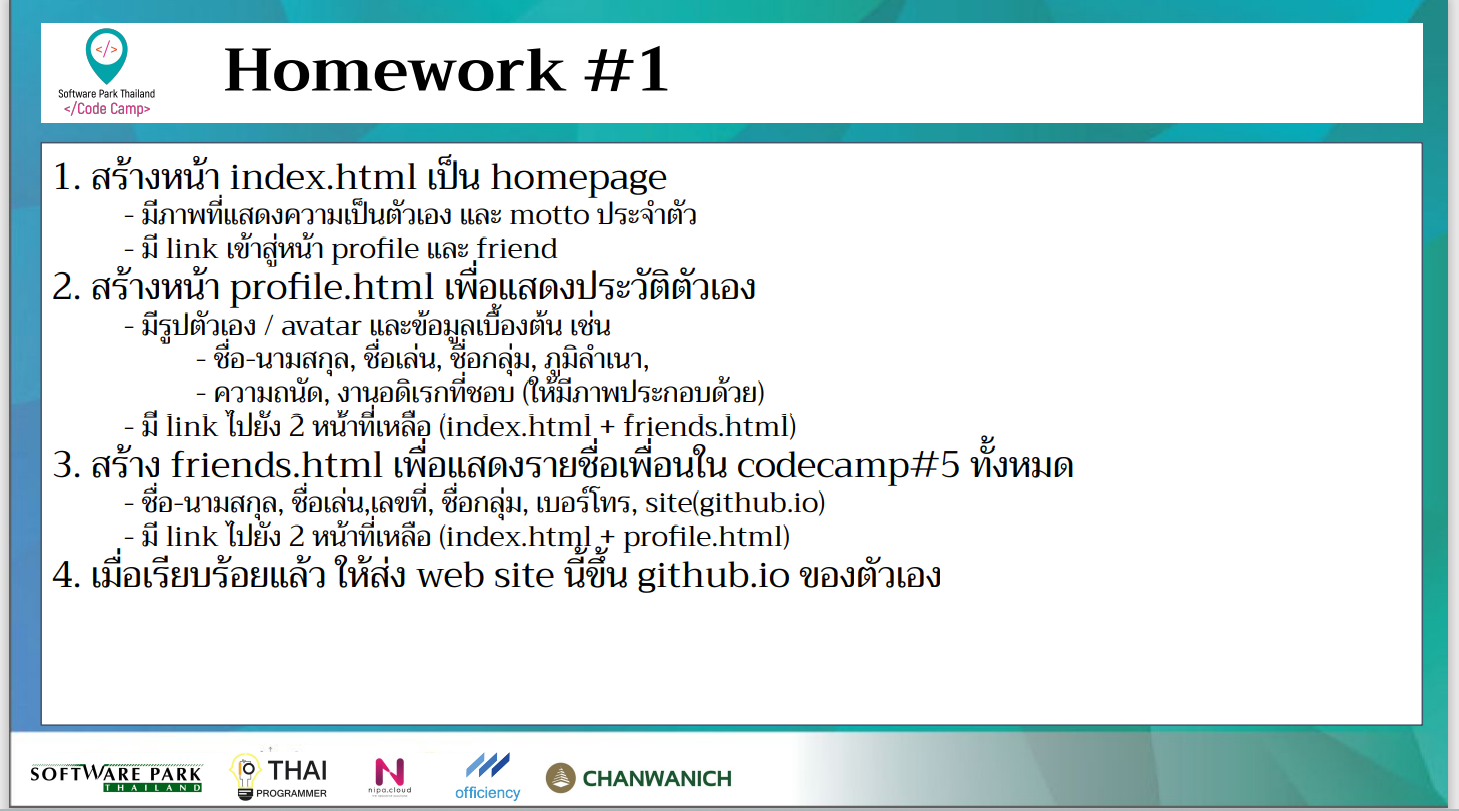 </>
Software Park Thailand
</Code Camp>
Homework #1
1. สร้างหน้า index.html เป็น homepage
- มีภาพที่แสดงความเป็นตัวเอง และ motto ประจำตัว
- มี link เข้าสู่หน้า profile และ friend
2. สร้างหน้า profile.html เพื่อแสดงประวัติตัวเอง
- มีรูปตัวเอง / avatar และข้อมูลเบื้องต้น เช่น
- ชื่อ-นามสกุล, ชื่อเล่น, ชื่อกลุ่ม, ภูมิลำเนา,
- ความถนัด, งานอดิเรกที่ชอบ (ให้มีภาพประกอบด้วย)
- มี link ไปยัง 2 หน้าที่เหลือ (index.html + friends.html)
3. สร้าง friends.html เพื่อแสดงรายชื่อเพื่อนใน codecamp#5 ทั้งหมด
- ชื่อ-นามสกุล, ชื่อเล่น,เลขที่, ชื่อกลุ่ม, เบอร์โทร, site(github.io)
- มี link ไปยัง 2 หน้าที่เหลือ (index.html + profile.html)
4. เมื่อเรียบร้อยแล้ว ให้ส่ง web site นี้ขึ้น github.io ของตัวเอง
SOFTWARE PARK
THAILAND
THAI
PROGRAMMER
nipa.cloud
officiency
CHANWANICH